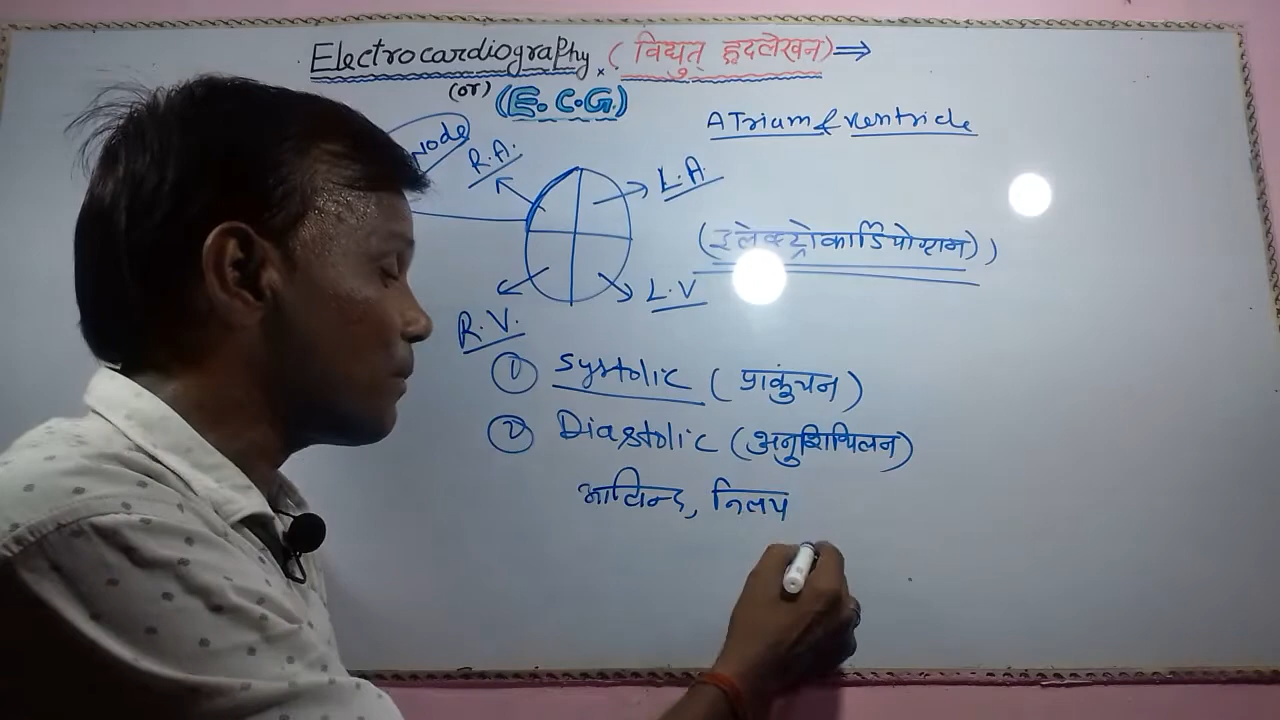 Electrocardiography (विद्युत् हृदलेखन) ⇒
(or) (E.C.G.)
ATrium & ventricle
Node
R.A.
L.A.
(इलेक्ट्रोकार्डियोग्राम))
L.V
R.V.
① Systolic (प्राकुंचन)
② Diastolic (अनुशिथिलन)
आलिन्द, निलय